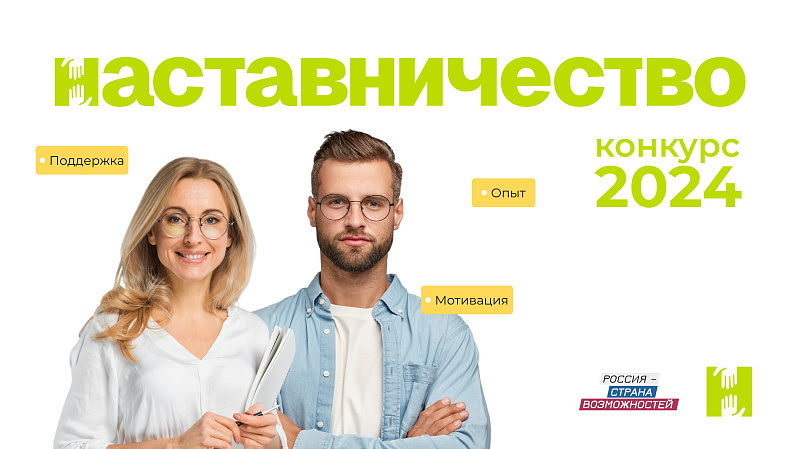 наставничество
конкурс
2024
Поддержка
Опыт
Мотивация
РОССИЯ –
СТРАНА
ВОЗМОЖНОСТЕЙ
Н